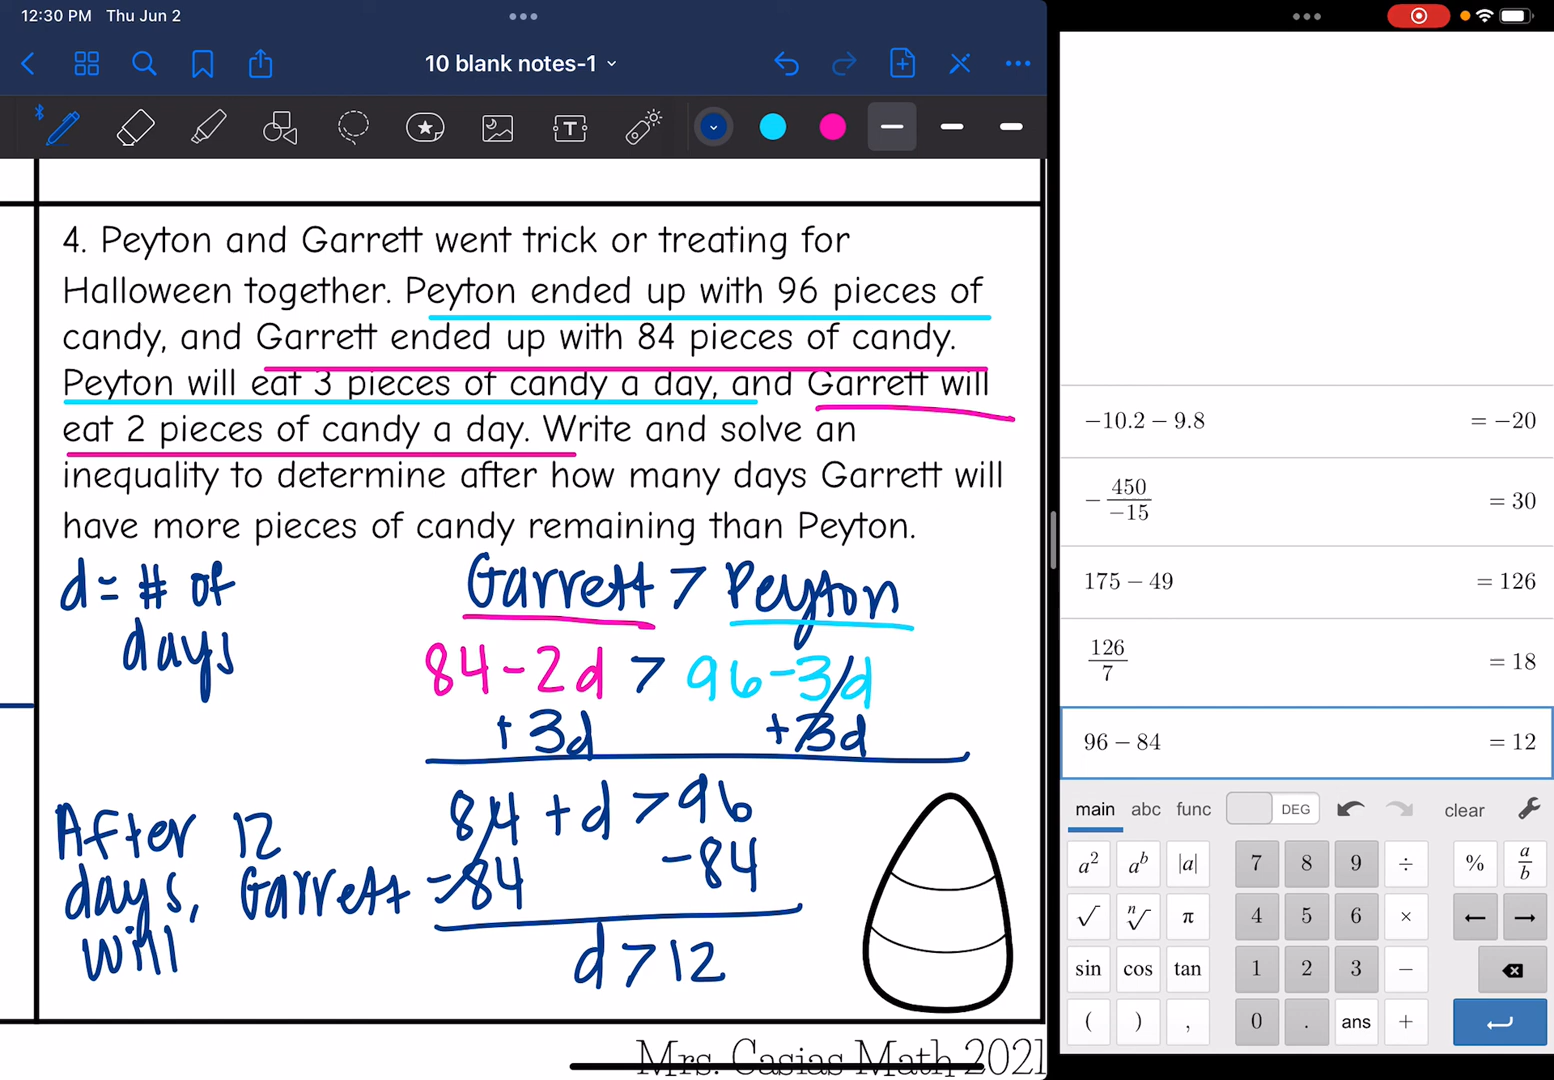 12:30 PM Thu Jun 2
10 blank notes-1
T
4. Peyton and Garrett went trick or treating for
Halloween together. Peyton ended up with 96 pieces of
candy, and Garrett ended up with 84 pieces of candy.
Peyton will eat 3 pieces of candy a day, and Garrett will
eat 2 pieces of candy a day. Write and solve an
inequality to determine after how many days Garrett will
have more pieces of candy remaining than Peyton.
d = # of
days
Garrett > Peyton
84 - 2d > 96 - 3d
+ 3d + 3d
84 + d > 96
- 84 - 84
d > 12
After 12
days, Garrett
will
Mrs. Casias Math 2021
-10.2 - 9.8 = -20
-450/-15 = 30
175 - 49 = 126
126/7 = 18
96 - 84 = 12
main abc func DEG clear
a² aᵇ |a| 7 8 9 ÷ % a/b
√ ⁿ√ π 4 5 6 × ← →
sin cos tan 1 2 3 -
( ) , 0 . ans +